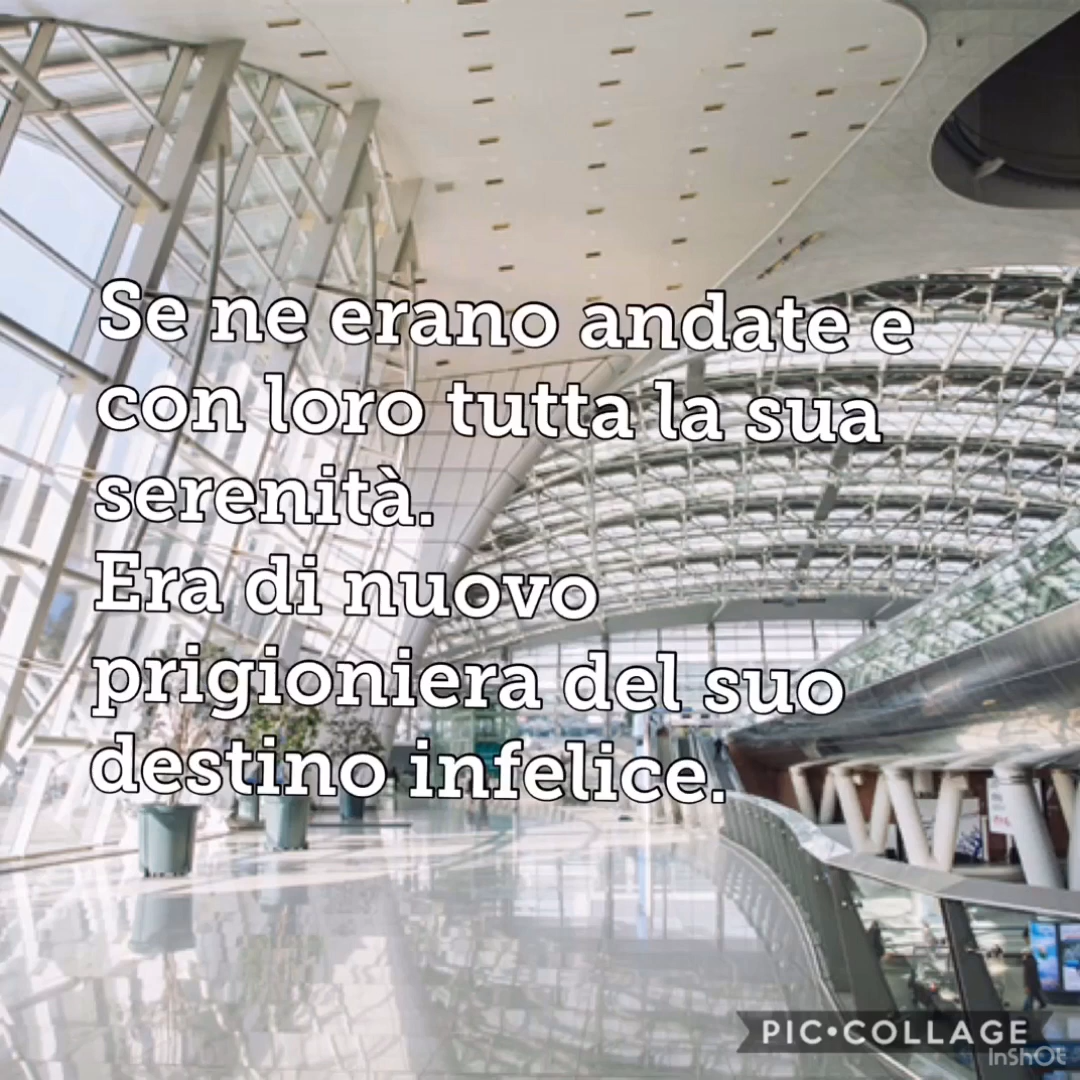 Se ne erano andate e
con loro tutta la sua
serenità.
Era di nuovo
prigioniera del suo
destino infelice.
PIC•COLLAGE
InShOt